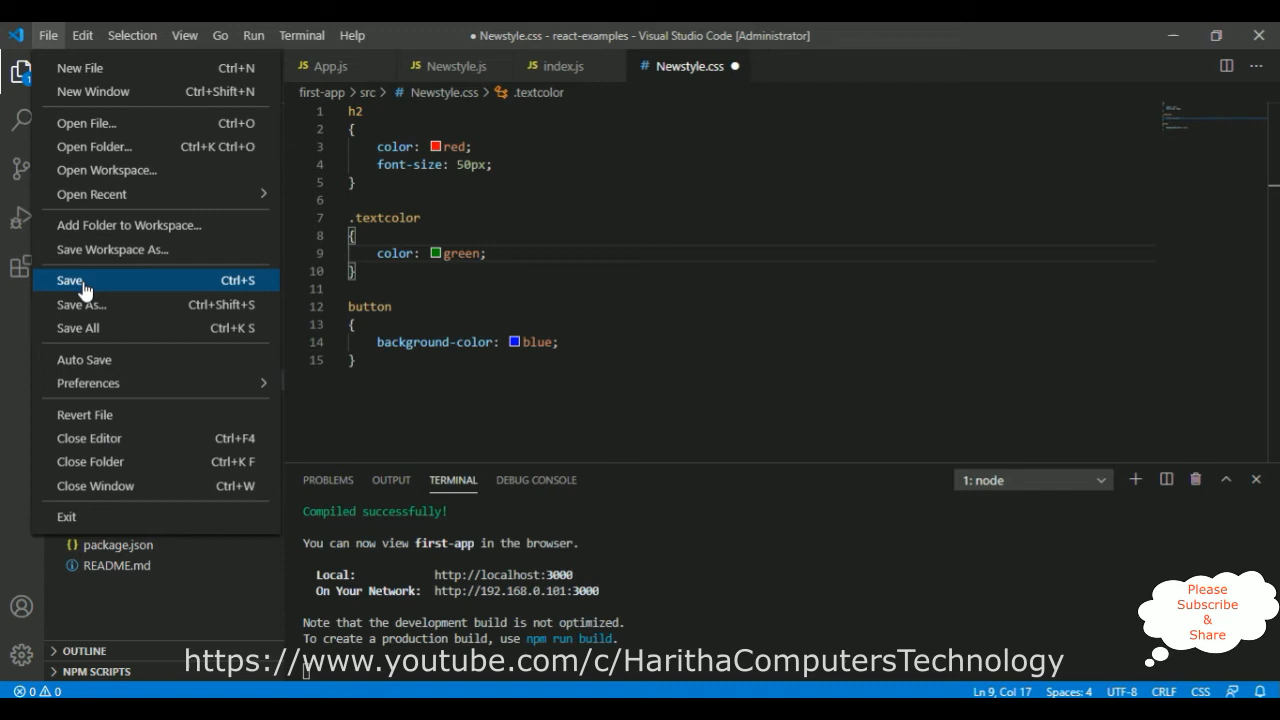 File Edit Selection View Go Run Terminal Help
● Newstyle.css - react-examples - Visual Studio Code [Administrator]
New File Ctrl+N
New Window Ctrl+Shift+N
Open File... Ctrl+O
Open Folder... Ctrl+K Ctrl+O
Open Workspace...
Open Recent
Add Folder to Workspace...
Save Workspace As...
Save Ctrl+S
Save As... Ctrl+Shift+S
Save All Ctrl+K S
Auto Save
Preferences
Revert File
Close Editor Ctrl+F4
Close Folder Ctrl+K F
Close Window Ctrl+W
Exit
{} package.json
README.md
OUTLINE
NPM SCRIPTS
1
JS App.js JS Newstyle.js JS index.js # Newstyle.css ●
first-app > src > # Newstyle.css > .textcolor
1 h2
2 {
3 color: red;
4 font-size: 50px;
5 }
6
7 .textcolor
8 {
9 color: green;
10 }
11
12 button
13 {
14 background-color: blue;
15 }
PROBLEMS OUTPUT TERMINAL DEBUG CONSOLE 1: node
Compiled successfully!
You can now view first-app in the browser.
Local: http://localhost:3000
On Your Network: http://192.168.0.101:3000
Note that the development build is not optimized.
To create a production build, use npm run build.
Please
Subscribe
&
Share
https://www.youtube.com/c/HarithaComputersTechnology
0 0 Ln 9, Col 17 Spaces: 4 UTF-8 CRLF CSS